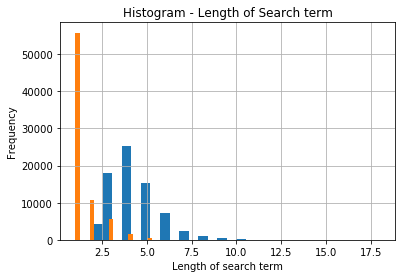 Histogram - Length of Search term
Frequency
50000
40000
30000
20000
10000
0
2.5 5.0 7.5 10.0 12.5 15.0 17.5
Length of search term